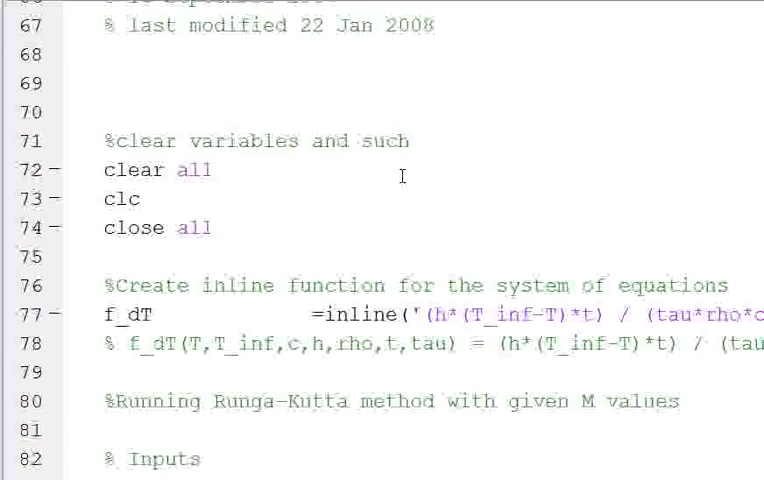 67 % last modified 22 Jan 2008
68
69
70
71 %clear variables and such
72 - clear all
73 - clc
74 - close all
75
76 %Create inline function for the system of equations
77 - f_dT =inline('(h*(T_inf-T)*t) / (tau*rho*c
78 % f_dT(T,T_inf,c,h,rho,t,tau) = (h*(T_inf-T)*t) / (tau
79
80 %Running Runga-Kutta method with given M values
81
82 % Inputs